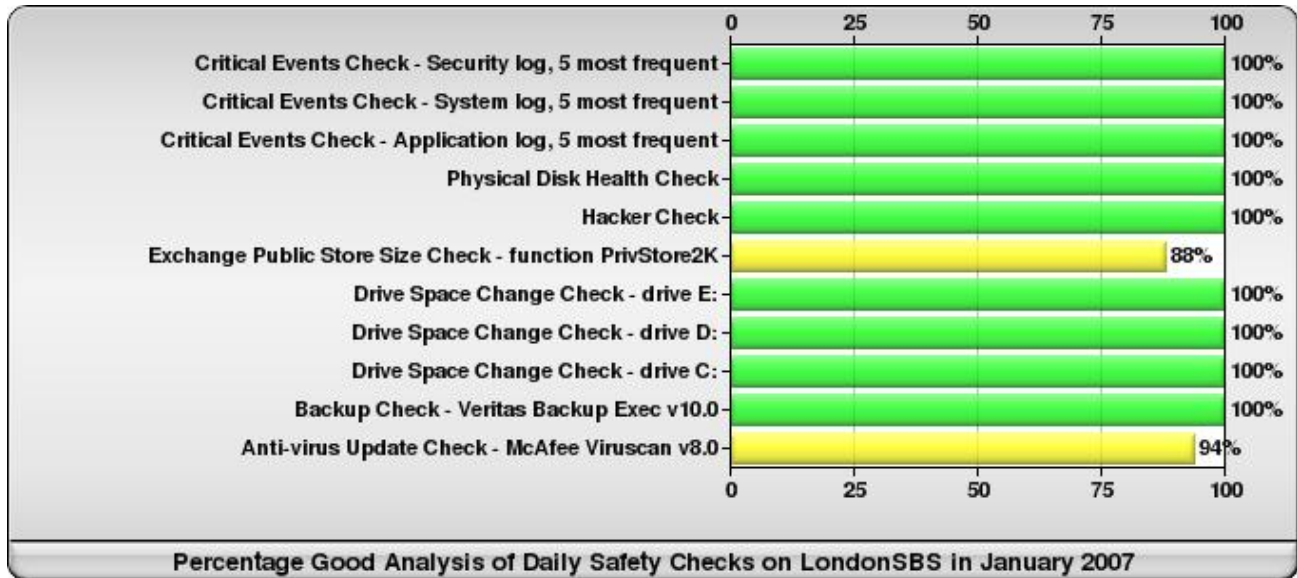 0 25 50 75 100
Critical Events Check - Security log, 5 most frequent 100%
Critical Events Check - System log, 5 most frequent 100%
Critical Events Check - Application log, 5 most frequent 100%
Physical Disk Health Check 100%
Hacker Check 100%
Exchange Public Store Size Check - function PrivStore2K 88%
Drive Space Change Check - drive E: 100%
Drive Space Change Check - drive D: 100%
Drive Space Change Check - drive C: 100%
Backup Check - Veritas Backup Exec v10.0 100%
Anti-virus Update Check - McAfee Viruscan v8.0 94%
0 25 50 75 100
Percentage Good Analysis of Daily Safety Checks on LondonSBS in January 2007